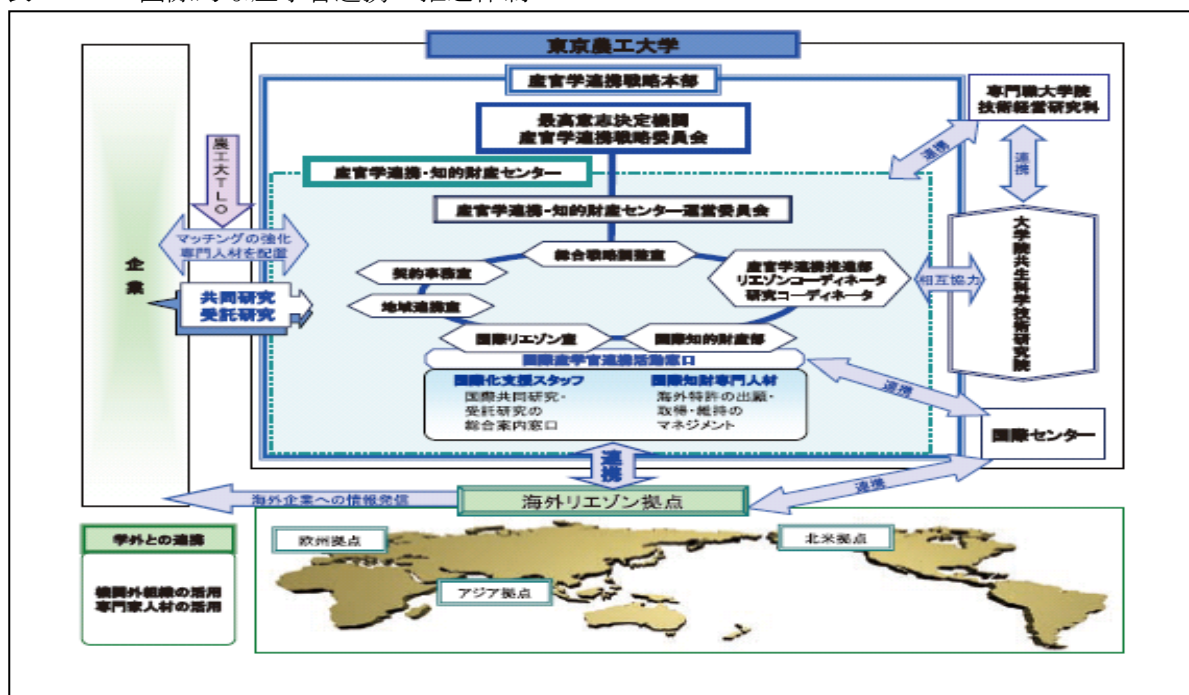 東京農工大学
産官学連携戦略本部
最高意志決定機関
産官学連携戦略委員会
専門職大学院
技術経営研究科
連携
連携
農工大TLO
産官学連携・知的財産センター
産官学連携・知的財産センター運営委員会
企業
マッチングの強化
専門人材を配置
共同研究
受託研究
総合戦略調整室
契約事務室
地域連携室
産官学連携推進部
リエゾンコーディネータ
研究コーディネータ
相互協力
大学院共生科学技術研究院
国際リエゾン室
国際知的財産部
国際産学官連携活動窓口
国際化支援スタッフ
国際共同研究・
受託研究の
総合案内窓口
国際知財専門人材
海外特許の出願・
取得・維持の
マネジメント
連携
国際センター
連携
連携
海外企業への情報発信
海外リエゾン拠点
学外との連携
機関外組織の活用
専門家人材の活用
欧州拠点
アジア拠点
北米拠点